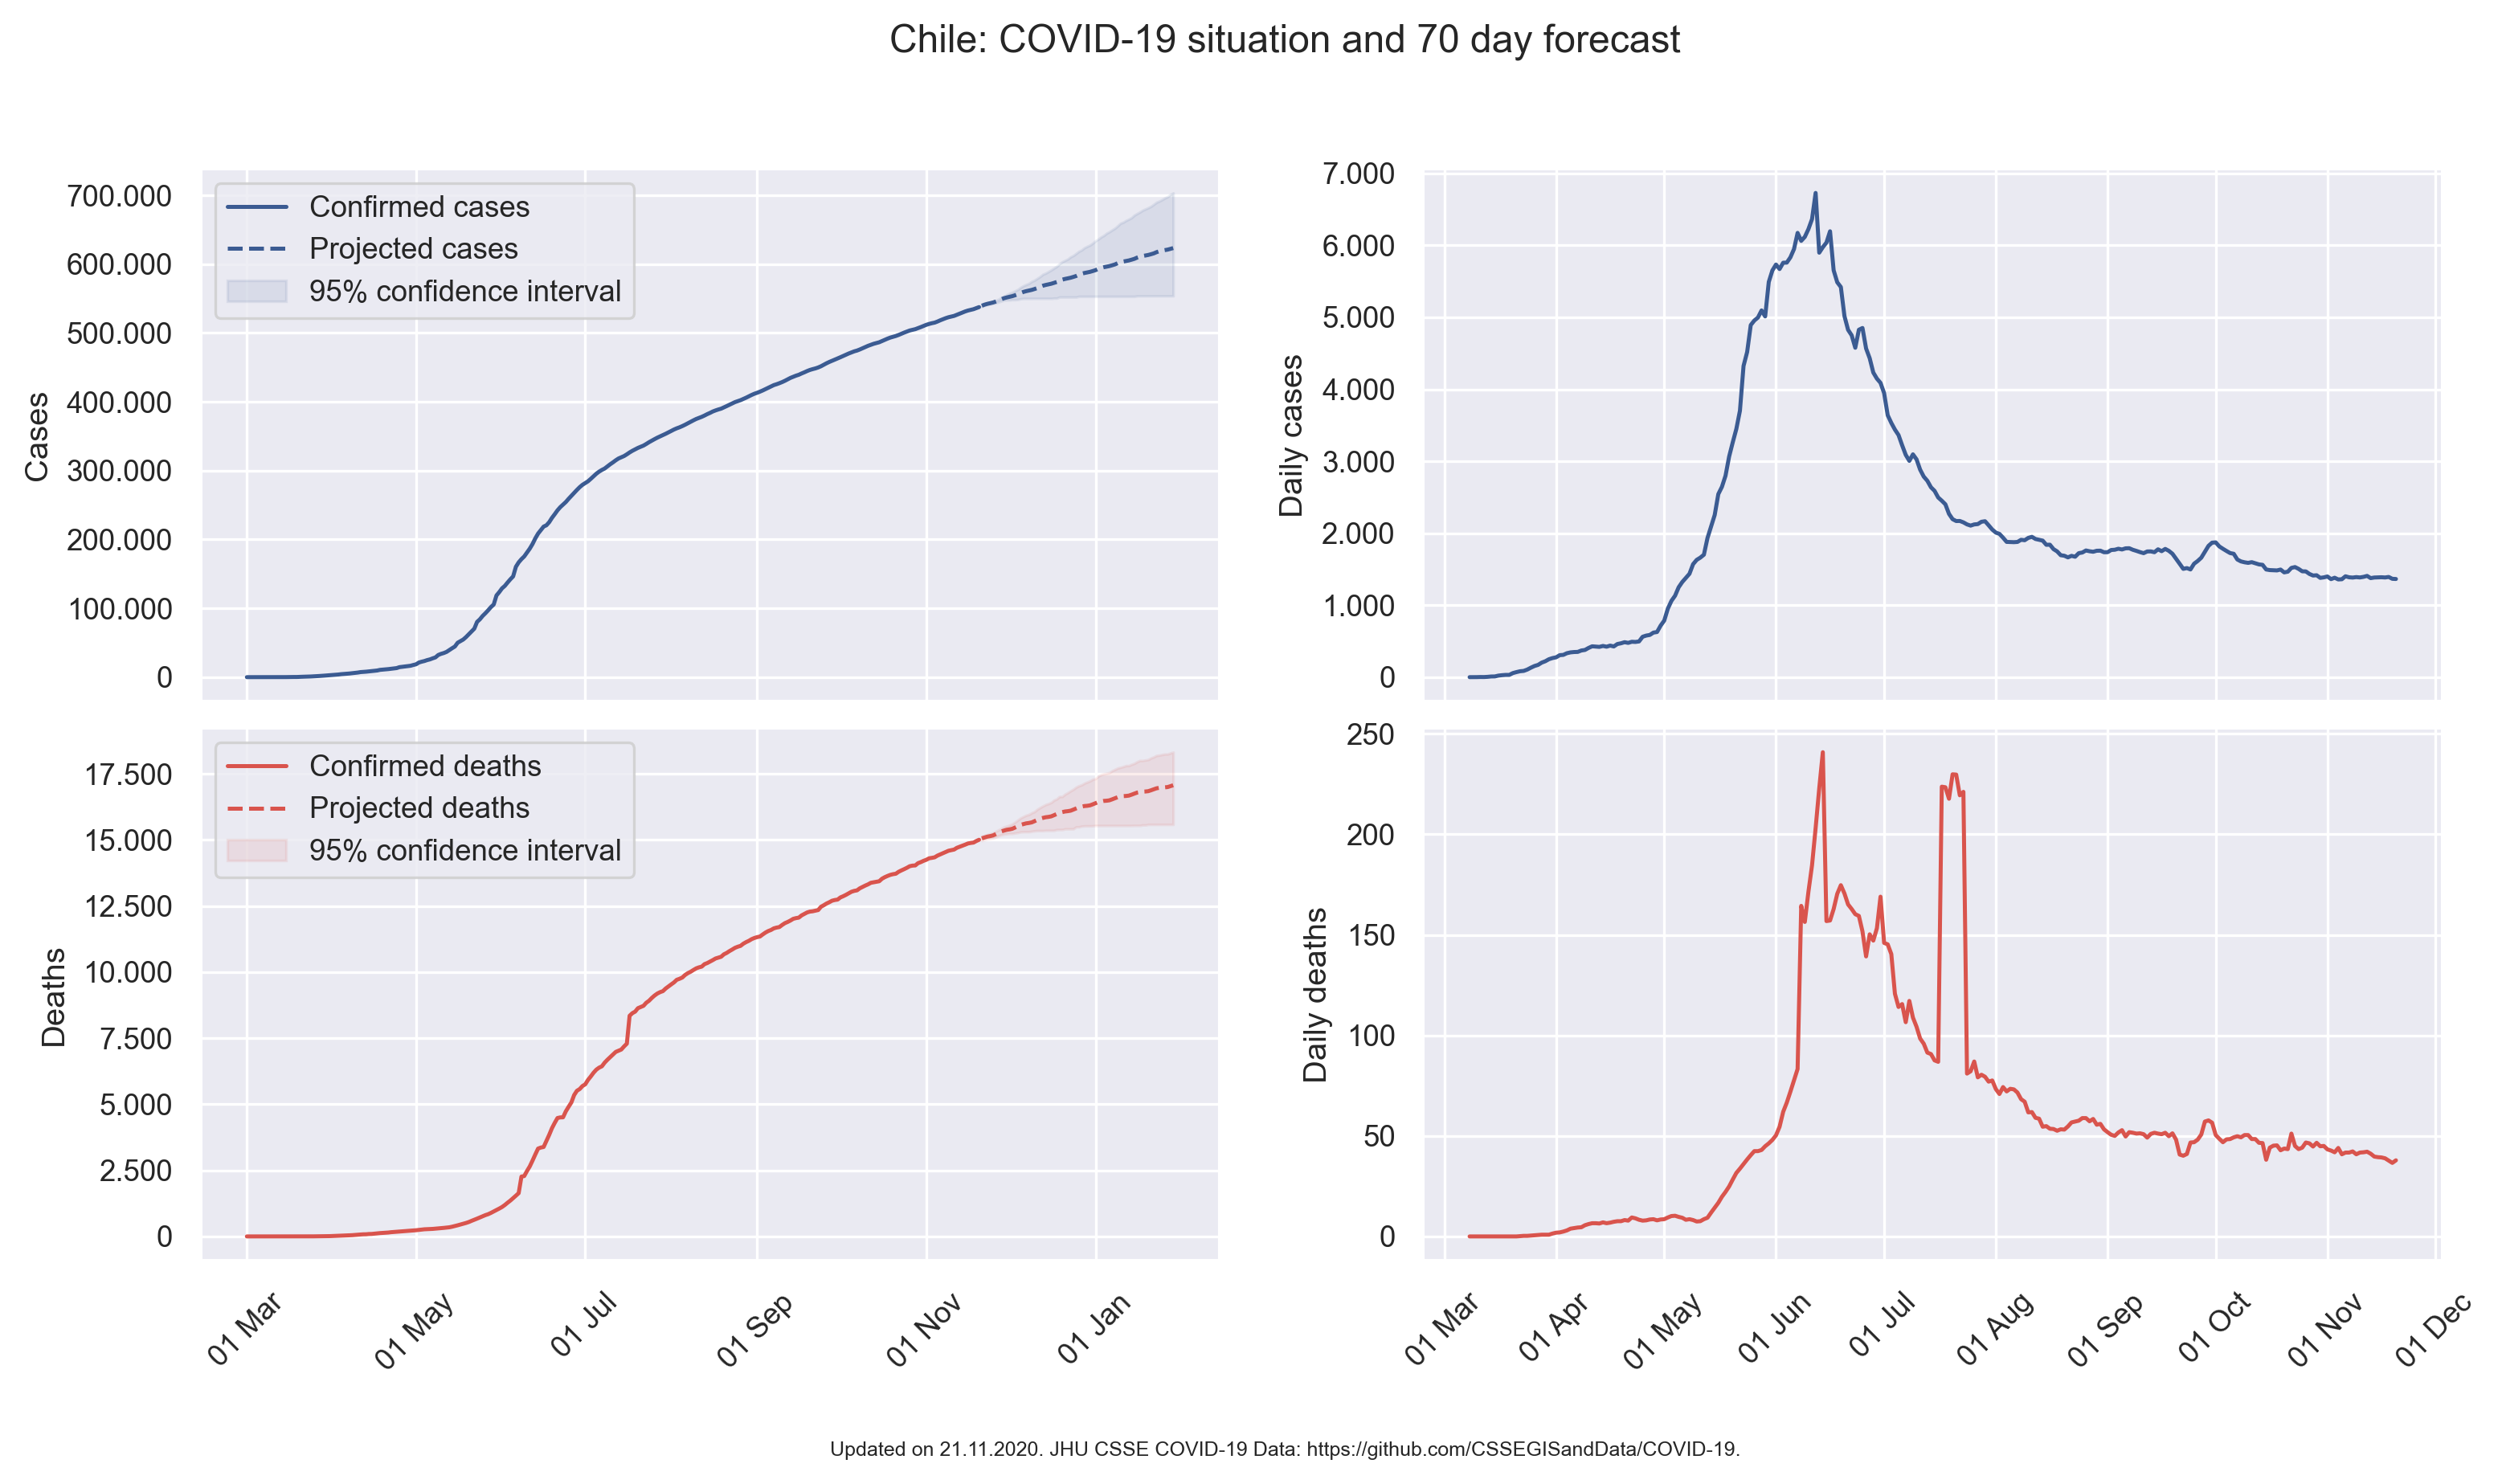 Chile: COVID-19 situation and 70 day forecast
700.000
600.000
500.000
400.000
300.000
200.000
100.000
0
Cases
Confirmed cases
Projected cases
95% confidence interval
7.000
6.000
5.000
4.000
3.000
2.000
1.000
0
Daily cases
17.500
15.000
12.500
10.000
7.500
5.000
2.500
0
Deaths
Confirmed deaths
Projected deaths
95% confidence interval
01 Mar
01 May
01 Jul
01 Sep
01 Nov
01 Jan
250
200
150
100
50
0
Daily deaths
01 Mar
01 Apr
01 May
01 Jun
01 Jul
01 Aug
01 Sep
01 Oct
01 Nov
01 Dec
Updated on 21.11.2020. JHU CSSE COVID-19 Data: https://github.com/CSSEGISandData/COVID-19.